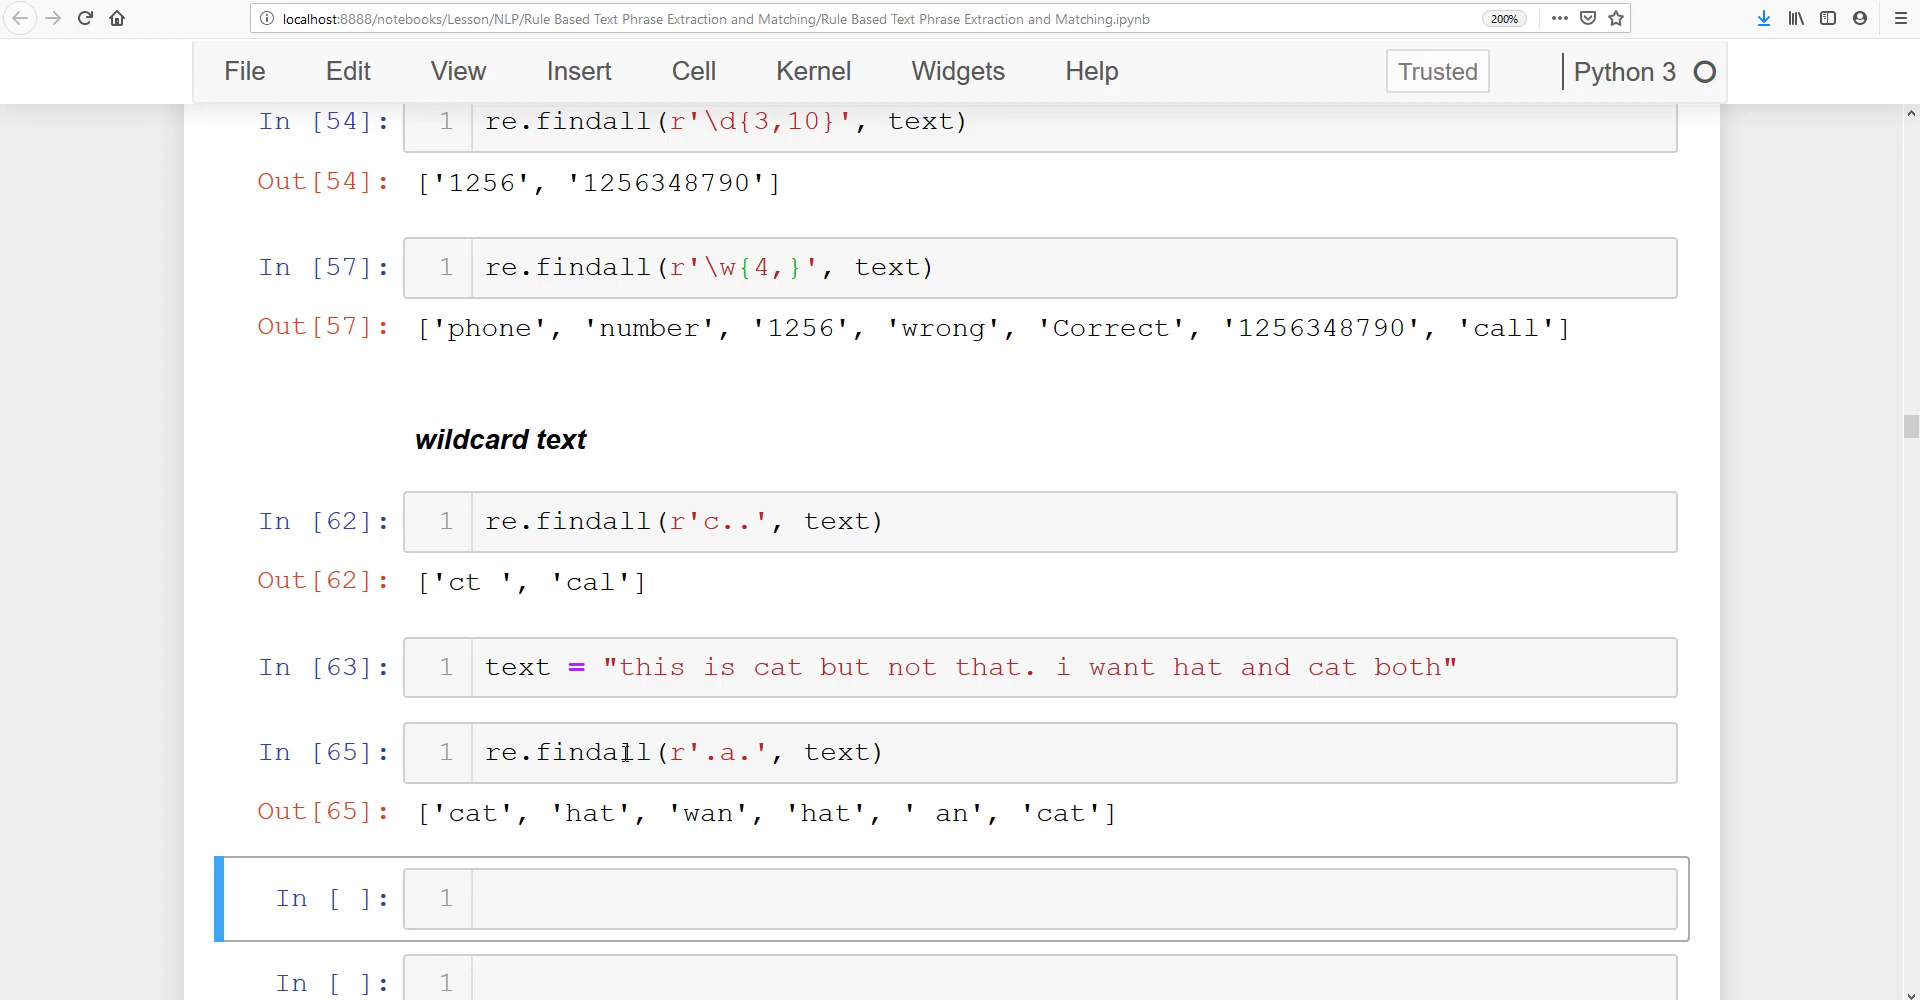 localhost:8888/notebooks/Lesson/NLP/Rule Based Text Phrase Extraction and Matching/Rule Based Text Phrase Extraction and Matching.ipynb 200%
File Edit View Insert Cell Kernel Widgets Help Trusted Python 3
In [54]: 1 re.findall(r'\d{3,10}', text)
Out[54]: ['1256', '1256348790']
In [57]: 1 re.findall(r'\w{4,}', text)
Out[57]: ['phone', 'number', '1256', 'wrong', 'Correct', '1256348790', 'call']
wildcard text
In [62]: 1 re.findall(r'c..', text)
Out[62]: ['ct ', 'cal']
In [63]: 1 text = "this is cat but not that. i want hat and cat both"
In [65]: 1 re.findall(r'.a.', text)
Out[65]: ['cat', 'hat', 'wan', 'hat', ' an', 'cat']
In [ ]: 1
In [ ]: 1